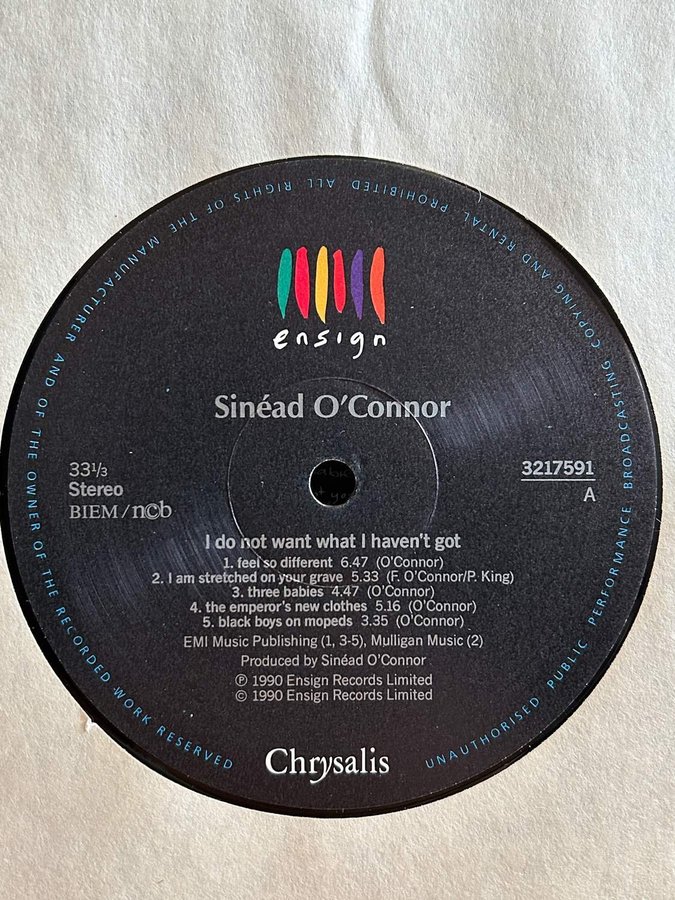 ensign
Sinéad O'Connor
33⅓
Stereo
BIEM/n©b
3217591
A
I do not want what I haven't got
1. feel so different 6.47 (O'Connor)
2. I am stretched on your grave 5.33 (F. O'Connor/P. King)
3. three babies 4.47 (O'Connor)
4. the emperor's new clothes 5.16 (O'Connor)
5. black boys on mopeds 3.35 (O'Connor)
EMI Music Publishing (1, 3-5), Mulligan Music (2)
Produced by Sinéad O'Connor
℗ 1990 Ensign Records Limited
© 1990 Ensign Records Limited
Chrysalis
ALL RIGHTS OF THE MANUFACTURER AND OF THE OWNER OF THE RECORDED WORK RESERVED
UNAUTHORISED PUBLIC PERFORMANCE BROADCASTING COPYING AND RENTAL PROHIBITED